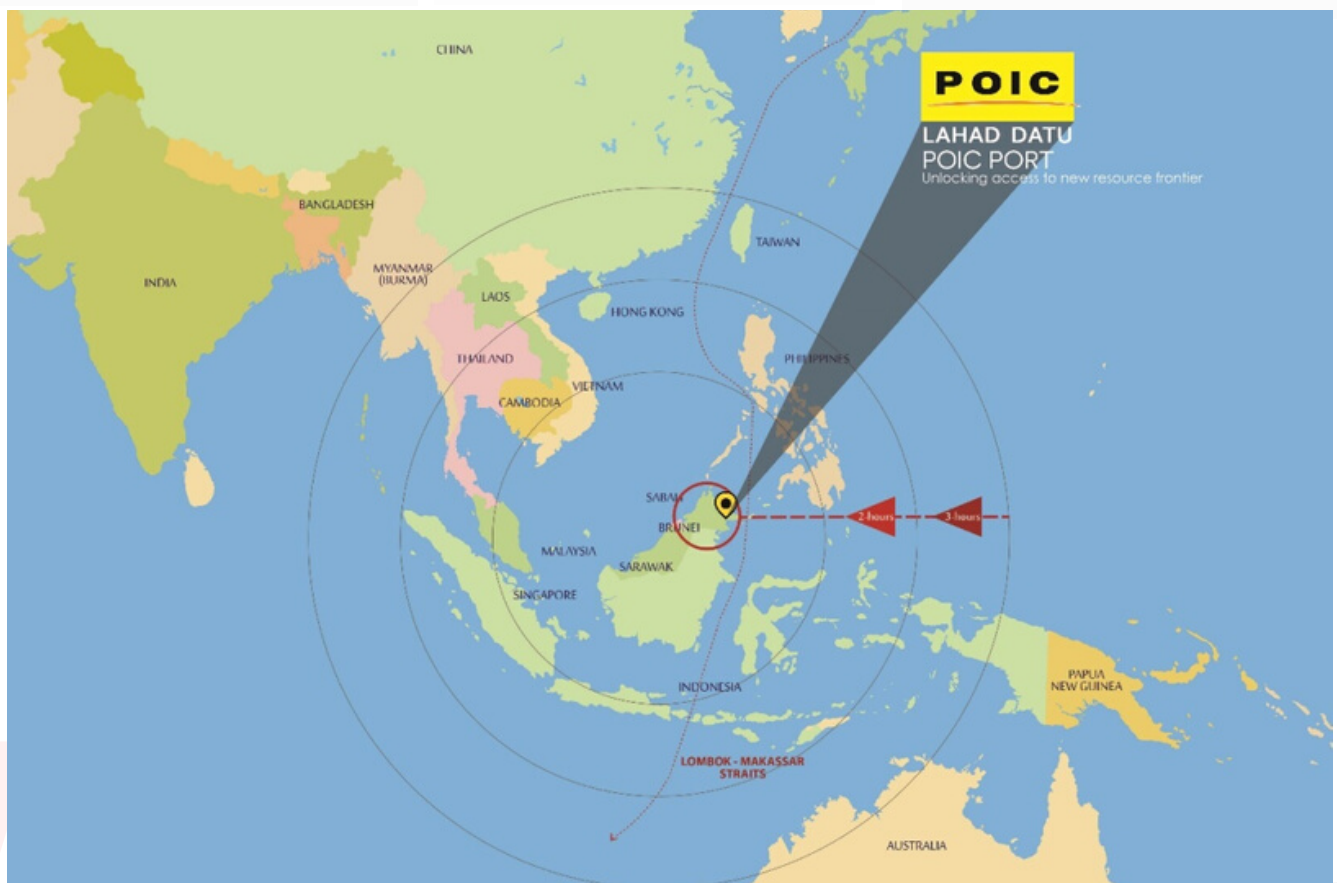 CHINA
POIC
LAHAD DATU
POIC PORT
Unlocking access to new resource frontier
BANGLADESH
TAIWAN
MYANMAR
(BURMA)
INDIA
LAOS
HONG KONG
THAILAND
PHILIPPINES
VIETNAM
CAMBODIA
SABAH
2-hours
3-hours
BRUNEI
MALAYSIA
SARAWAK
SINGAPORE
PAPUA
NEW GUINEA
INDONESIA
LOMBOK - MAKASSAR
STRAITS
AUSTRALIA